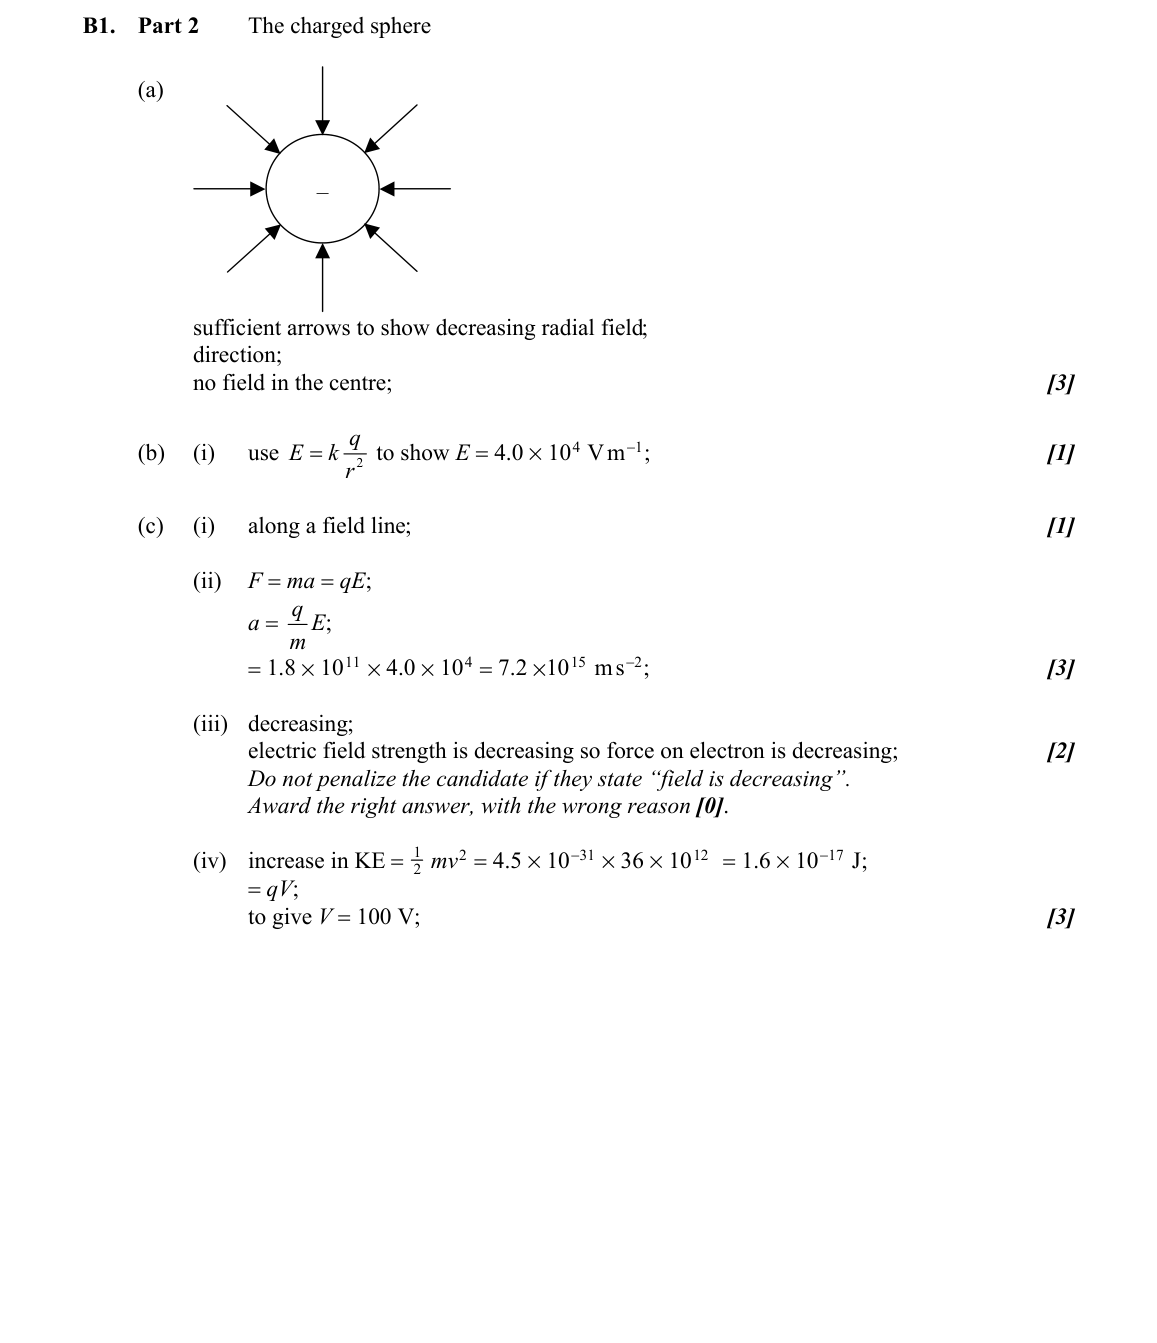 B1. Part 2 The charged sphere
(a)
–
sufficient arrows to show decreasing radial field;
direction;
no field in the centre; [3]
(b) (i) use E = k q/r² to show E = 4.0 × 10⁴ V m⁻¹; [1]
(c) (i) along a field line; [1]
(ii) F = ma = qE;
a = q/m E;
= 1.8 × 10¹¹ × 4.0 × 10⁴ = 7.2 ×10¹⁵ m s⁻²; [3]
(iii) decreasing;
electric field strength is decreasing so force on electron is decreasing; [2]
Do not penalize the candidate if they state “field is decreasing”.
Award the right answer, with the wrong reason [0].
(iv) increase in KE = ½ mv² = 4.5 × 10⁻³¹ × 36 × 10¹² = 1.6 × 10⁻¹⁷ J;
= qV;
to give V = 100 V; [3]